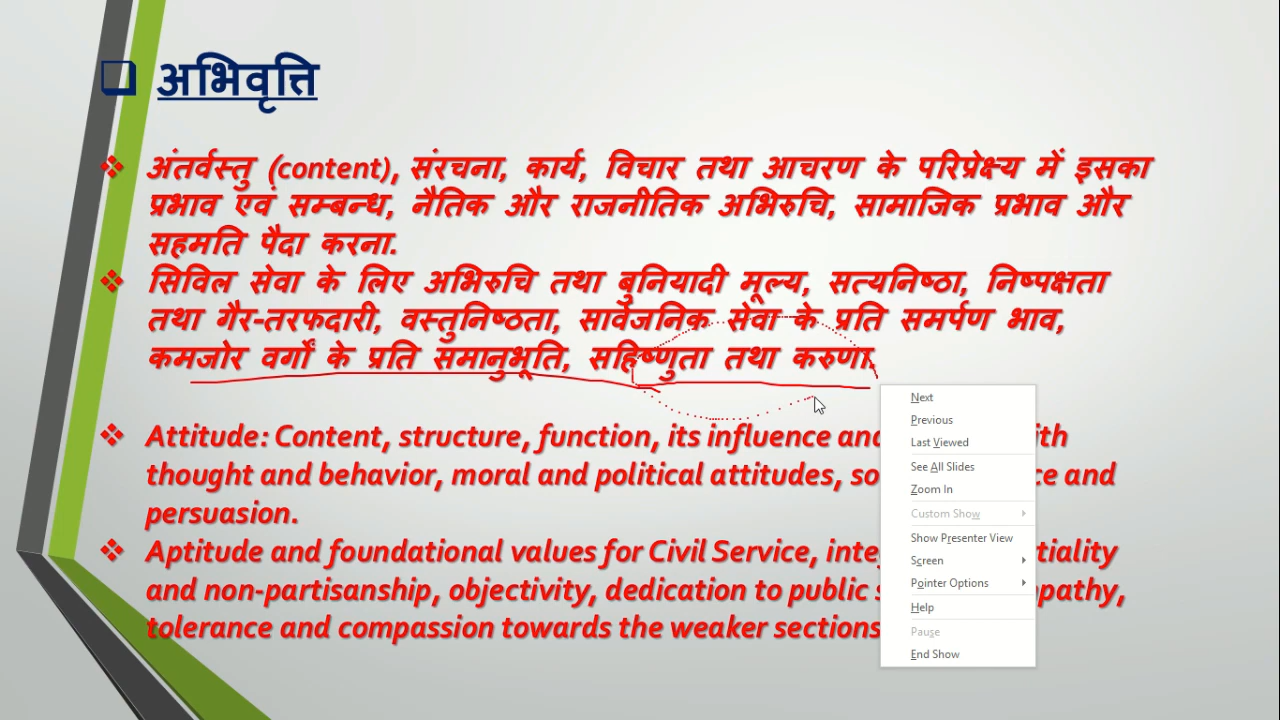 अभिवृत्ति
अंतर्वस्तु (content), संरचना, कार्य, विचार तथा आचरण के परिप्रेक्ष्य में इसका
प्रभाव एवं सम्बन्ध, नैतिक और राजनीतिक अभिरुचि, सामाजिक प्रभाव और
सहमति पैदा करना.
सिविल सेवा के लिए अभिरुचि तथा बुनियादी मूल्य, सत्यनिष्ठा, निष्पक्षता
तथा गैर-तरफदारी, वस्तुनिष्ठता, सार्वजनिक सेवा के प्रति समर्पण भाव,
कमजोर वर्गों के प्रति समानुभूति, सहिष्णुता तथा करुणा.
Attitude: Content, structure, function, its influence and
thought and behavior, moral and political attitudes, and
persuasion.
Aptitude and foundational values for Civil Service,
and non-partisanship, objectivity, dedication to public
tolerance and compassion towards the weaker sections
Next
Previous
Last Viewed
See All Slides
Zoom In
Custom Show
Show Presenter View
Screen
Pointer Options
Help
Pause
End Show